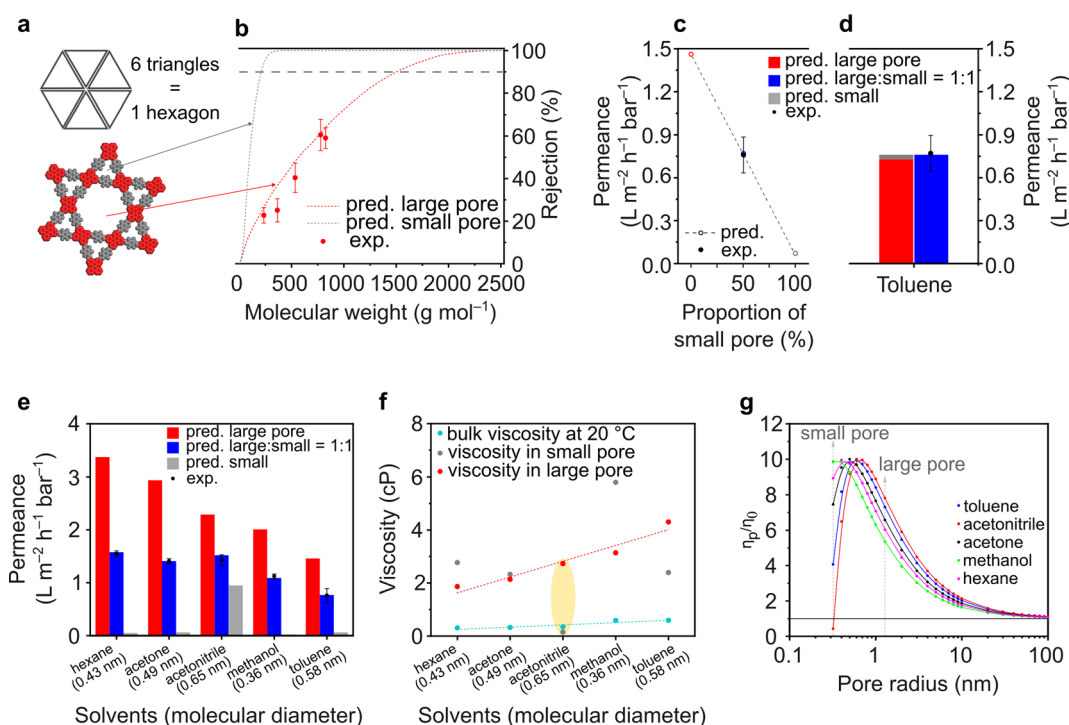 a
6 triangles
=
1 hexagon
b
100
80
60
40
20
0
Rejection (%)
pred. large pore
pred. small pore
exp.
0 500 1000 1500 2000 2500
Molecular weight (g mol⁻¹)
c
1.5
1.2
0.9
0.6
0.3
0.0
Permeance
(L m⁻² h⁻¹ bar⁻¹)
pred.
exp.
0 50 100
Proportion of
small pore (%)
d
pred. large pore
pred. large:small = 1:1
pred. small
exp.
1.5
1.2
0.9
0.6
0.3
0.0
Permeance
(L m⁻² h⁻¹ bar⁻¹)
Toluene
e
4
3
2
1
0
Permeance
(L m⁻² h⁻¹ bar⁻¹)
pred. large pore
pred. large:small = 1:1
pred. small
exp.
hexane
(0.43 nm)
acetone
(0.49 nm)
acetonitrile
(0.65 nm)
methanol
(0.36 nm)
toluene
(0.58 nm)
Solvents (molecular diameter)
f
8
6
4
2
0
Viscosity (cP)
bulk viscosity at 20 °C
viscosity in small pore
viscosity in large pore
hexane
(0.43 nm)
acetone
(0.49 nm)
acetonitrile
(0.65 nm)
methanol
(0.36 nm)
toluene
(0.58 nm)
Solvents (molecular diameter)
g
12
10
8
6
4
2
0
ηp/η0
small pore
large pore
toluene
acetonitrile
acetone
methanol
hexane
0.1 1 10 100
Pore radius (nm)